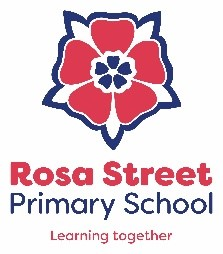 Rosa Street
Primary School
Learning together